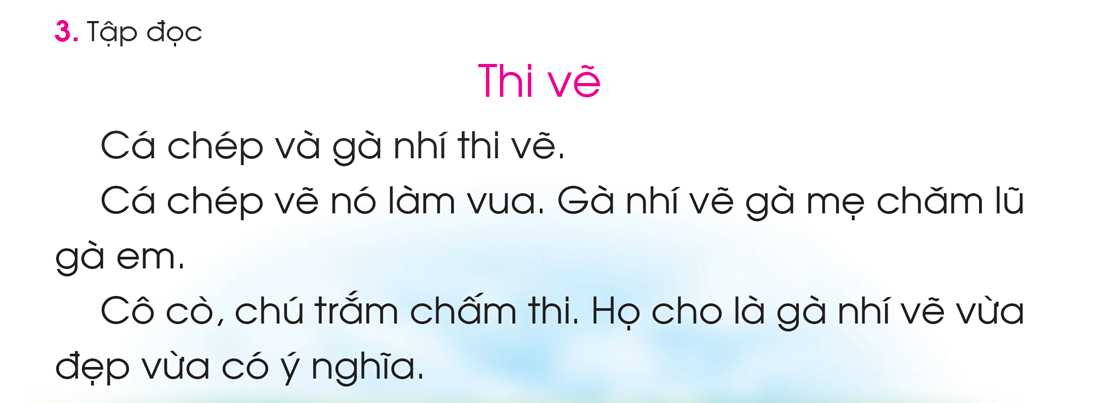 3. Tập đọc
Thi vẽ
Cá chép và gà nhí thi vẽ.
Cá chép vẽ nó làm vua. Gà nhí vẽ gà mẹ chăm lũ
gà em.
Cô cò, chú trắm chấm thi. Họ cho là gà nhí vẽ vừa
đẹp vừa có ý nghĩa.